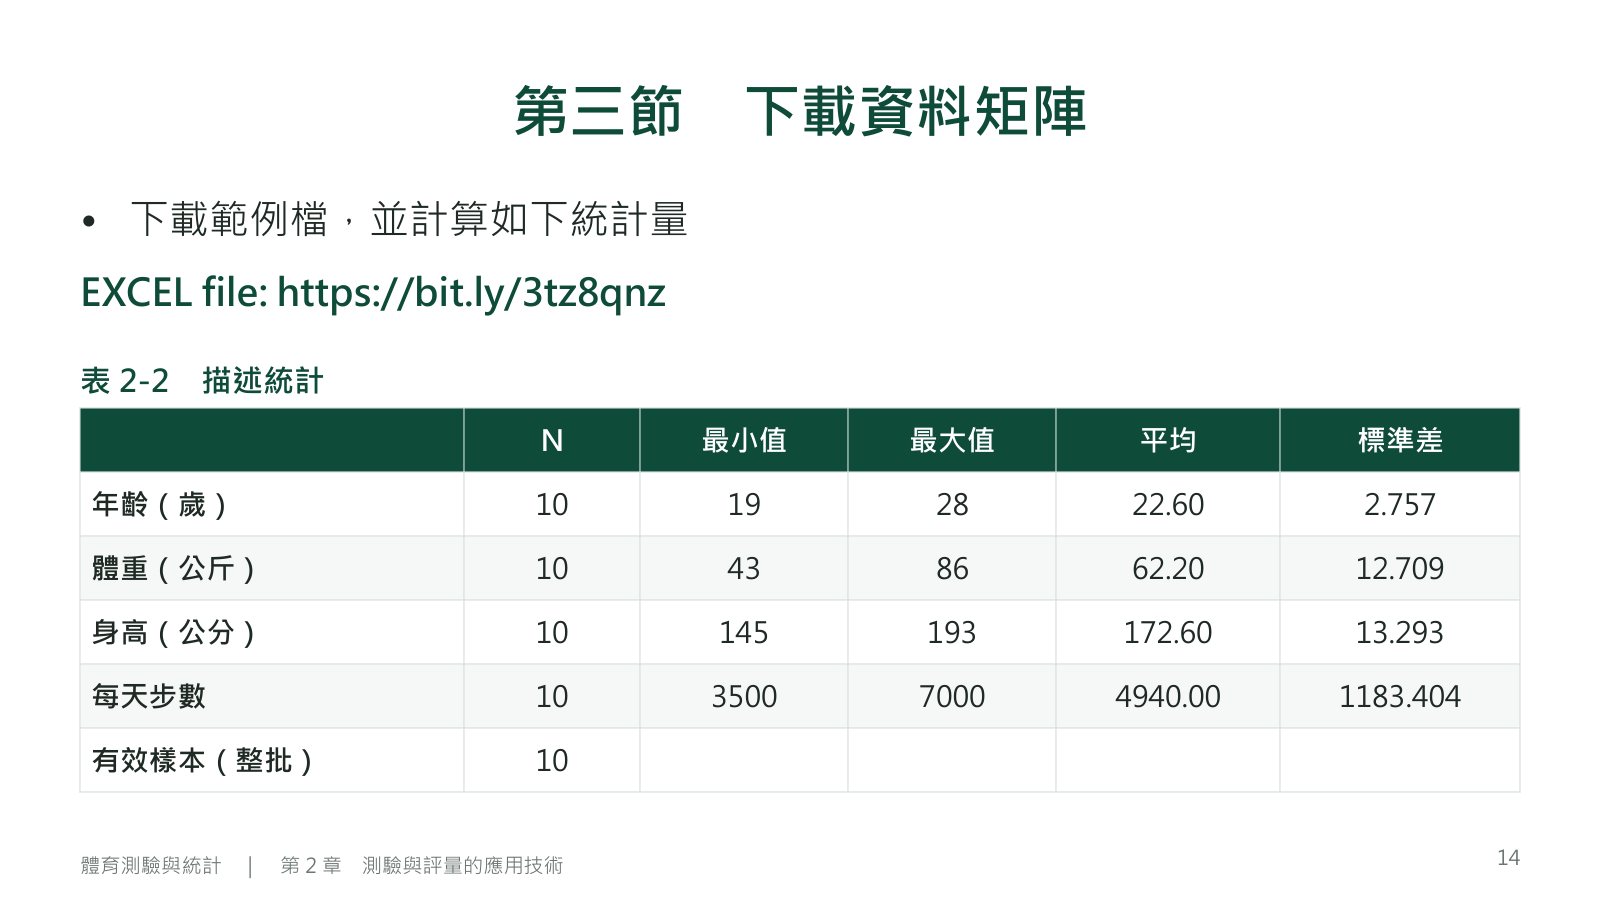 第三節　下載資料矩陣
• 下載範例檔，並計算如下統計量
EXCEL file: https://bit.ly/3tz8qnz
表 2-2　描述統計
N 最小值 最大值 平均 標準差
年齡（歲） 10 19 28 22.60 2.757
體重（公斤） 10 43 86 62.20 12.709
身高（公分） 10 145 193 172.60 13.293
每天步數 10 3500 7000 4940.00 1183.404
有效樣本（整批） 10
體育測驗與統計　|　第 2 章　測驗與評量的應用技術
14